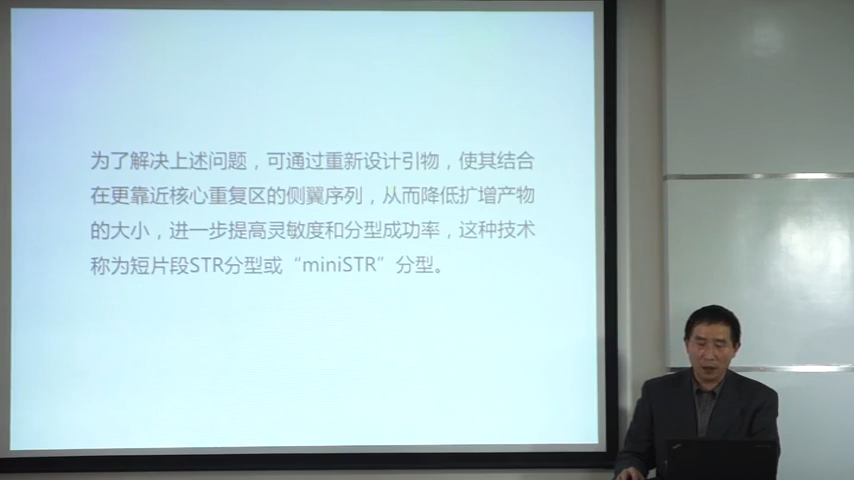 为了解决上述问题，可通过重新设计引物，使其结合
在更靠近核心重复区的侧翼序列，从而降低扩增产物
的大小，进一步提高灵敏度和分型成功率，这种技术
称为短片段STR分型或“miniSTR”分型。